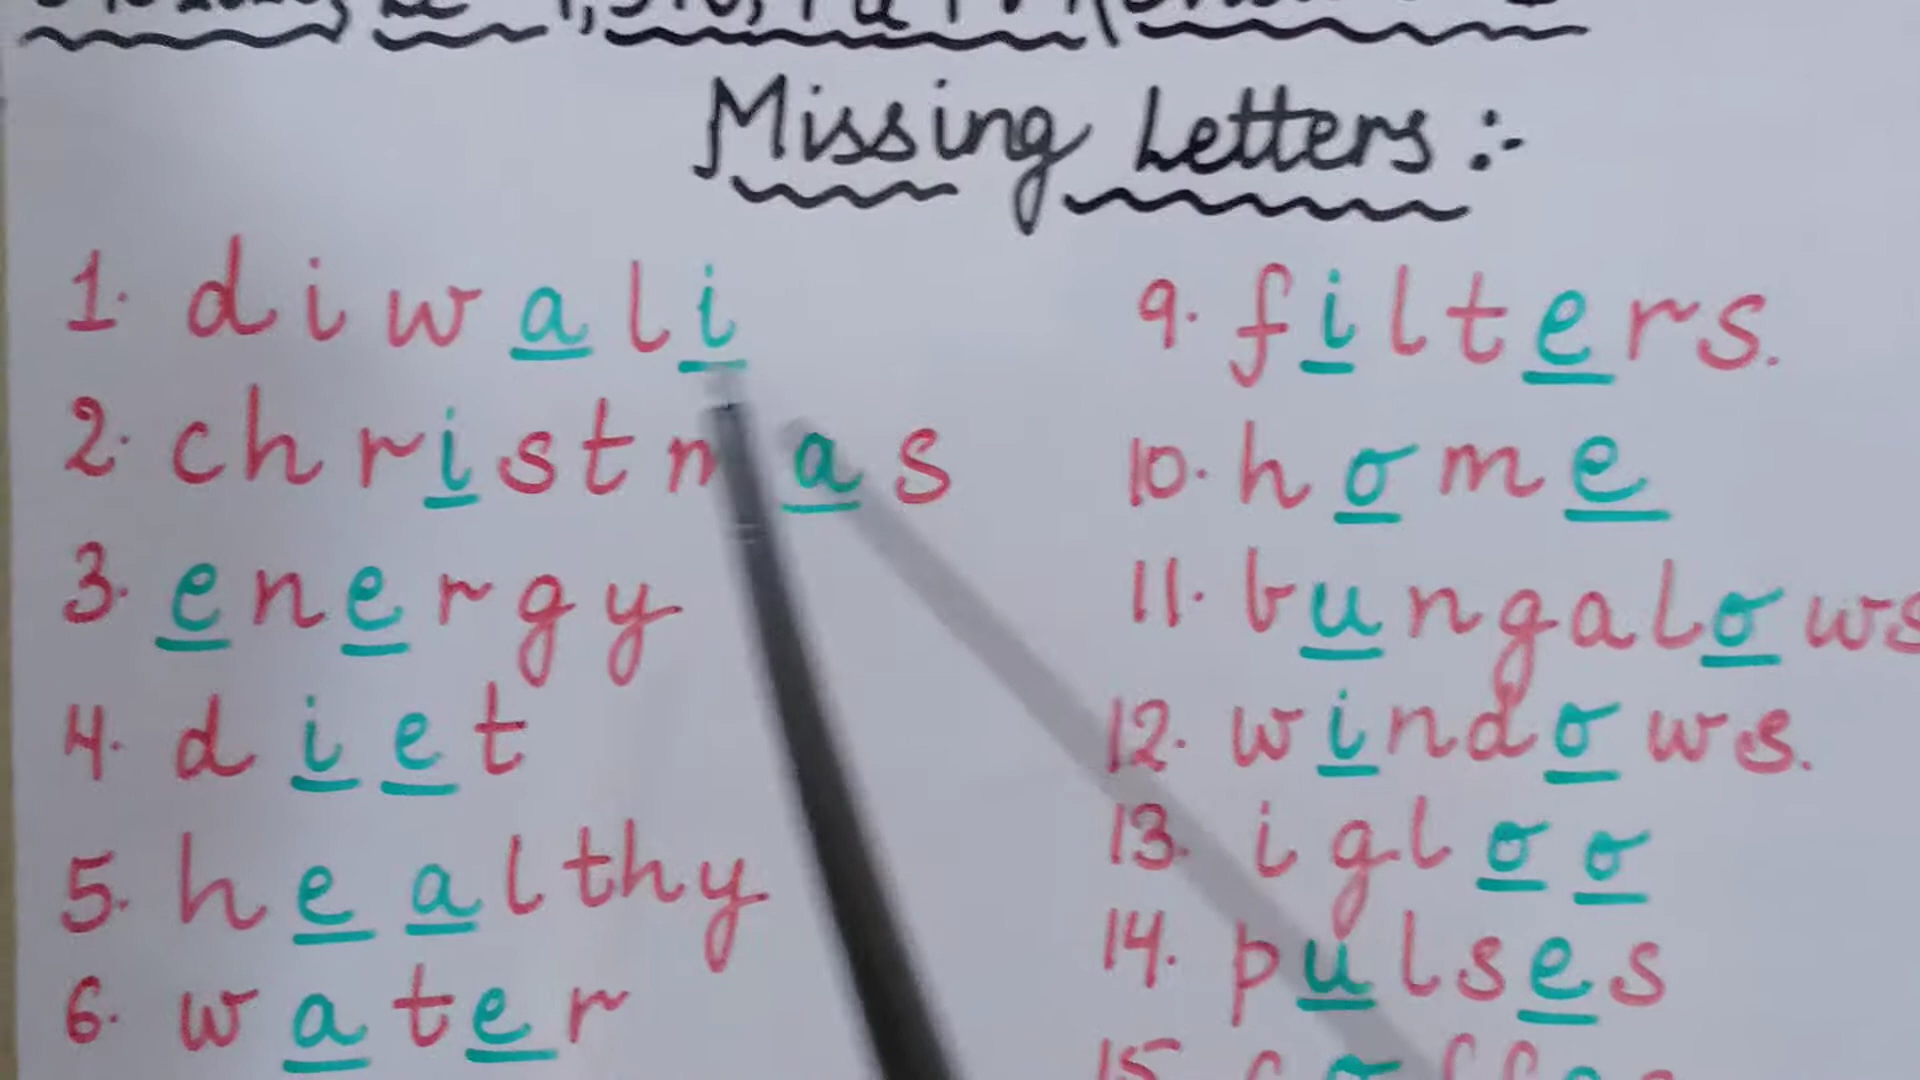 Missing Letters :-
1. diwali
2. christmas
3. energy
4. diet
5. healthy
6. water
9. filters.
10. home
11. bungalows
12. windows.
13. igloo
14. pulses
15.